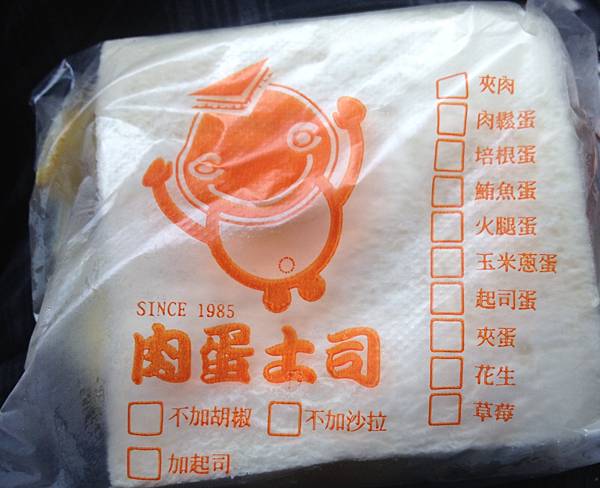 夾肉
肉鬆蛋
培根蛋
鮪魚蛋
火腿蛋
玉米蔥蛋
起司蛋
夾蛋
花生
草莓
SINCE 1985
肉蛋土司
不加胡椒 不加沙拉
加起司